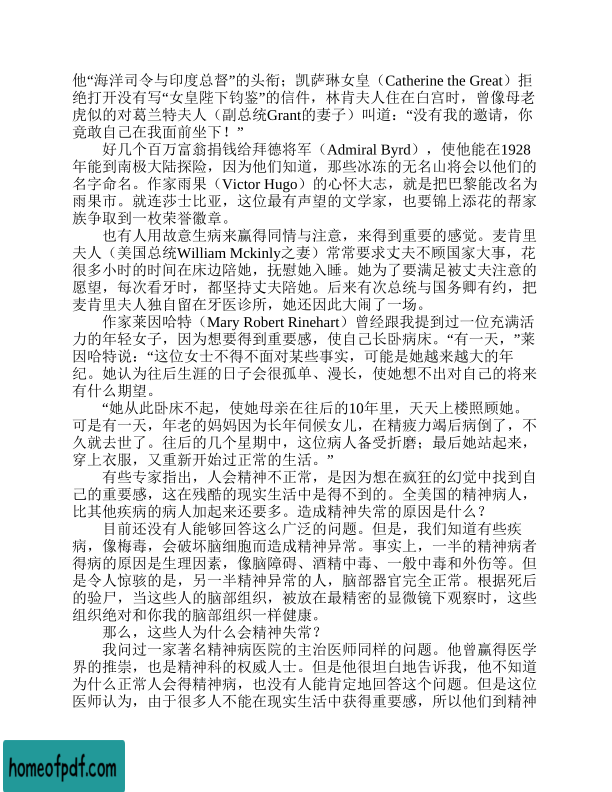 他“海洋司令与印度总督”的头衔；凯萨琳女皇（Catherine the Great）拒
绝打开没有写“女皇陛下钧鉴”的信件，林肯夫人住在白宫时，曾像母老
虎似的对葛兰特夫人（副总统Grant的妻子）叫道：“没有我的邀请，你
竟敢自己在我面前坐下！”
好几个百万富翁捐钱给拜德将军（Admiral Byrd），使他能在1928
年能到南极大陆探险，因为他们知道，那些冰冻的无名山将会以他们的
名字命名。作家雨果（Victor Hugo）的心怀大志，就是把巴黎能改名为
雨果市。就连莎士比亚，这位最有声望的文学家，也要锦上添花的帮家
族争取到一枚荣誉徽章。
也有人用故意生病来赢得同情与注意，来得到重要的感觉。麦肯里
夫人（美国总统William Mckinly之妻）常常要求丈夫不顾国家大事，花
很多小时的时间在床边陪她，抚慰她入睡。她为了要满足被丈夫注意的
愿望，每次看牙时，都坚持丈夫陪她。后来有次总统与国务卿有约，把
麦肯里夫人独自留在牙医诊所，她还因此大闹了一场。
作家莱因哈特（Mary Robert Rinehart）曾经跟我提到过一位充满活
力的年轻女子，因为想要得到重要感，使自己长卧病床。“有一天，”莱
因哈特说：“这位女士不得不面对某些事实，可能是她越来越大的年
纪。她认为往后生涯的日子会很孤单、漫长，使她想不出对自己的将来
有什么期望。
“她从此卧床不起，使她母亲在往后的10年里，天天上楼照顾她。
可是有一天，年老的妈妈因为长年伺候女儿，在精疲力竭后病倒了，不
久就去世了。往后的几个星期中，这位病人备受折磨；最后她站起来，
穿上衣服，又重新开始过正常的生活。”
有些专家指出，人会精神不正常，是因为想在疯狂的幻觉中找到自
己的重要感，这在残酷的现实生活中是得不到的。全美国的精神病人，
比其他疾病的病人加起来还要多。造成精神失常的原因是什么？
目前还没有人能够回答这么广泛的问题。但是，我们知道有些疾
病，像梅毒，会破坏脑细胞而造成精神异常。事实上，一半的精神病者
得病的原因是生理因素，像脑障碍、酒精中毒、一般中毒和外伤等。但
是令人惊骇的是，另一半精神异常的人，脑部器官完全正常。根据死后
的验尸，当这些人的脑部组织，被放在最精密的显微镜下观察时，这些
组织绝对和你我的脑部组织一样健康。
那么，这些人为什么会精神失常？
我问过一家著名精神病医院的主治医师同样的问题。他曾赢得医学
界的推崇，也是精神科的权威人士。但是他很坦白地告诉我，他不知道
为什么正常人会得精神病，也没有人能肯定地回答这个问题。但是这位
医师认为，由于很多人不能在现实生活中获得重要感，所以他们到精神
homeofpdf.com